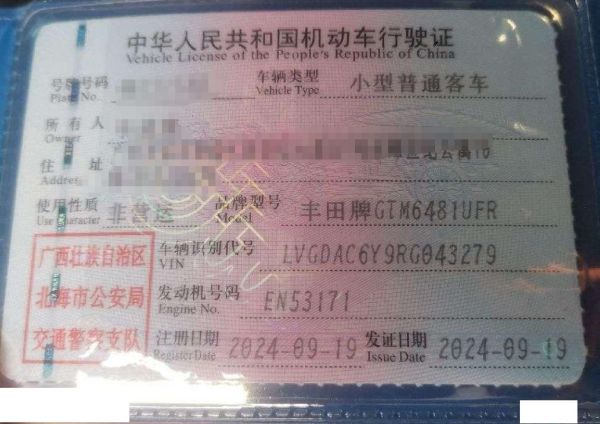 中华人民共和国机动车行驶证
Vehicle License of the People's Republic of China
号牌号码
Plate No.
车辆类型 小型普通客车
Vehicle Type
所有人
Owner
住址
Address
使用性质 非营运 品牌型号 丰田牌GTM6481UFR
Use Character Model
广西壮族自治区
北海市公安局
交通警察支队
车辆识别代号 LVGDAC6Y9RG043279
VIN
发动机号码 EN53171
Engine No.
注册日期 2024-09-19 发证日期 2024-09-19
Register Date Issue Date